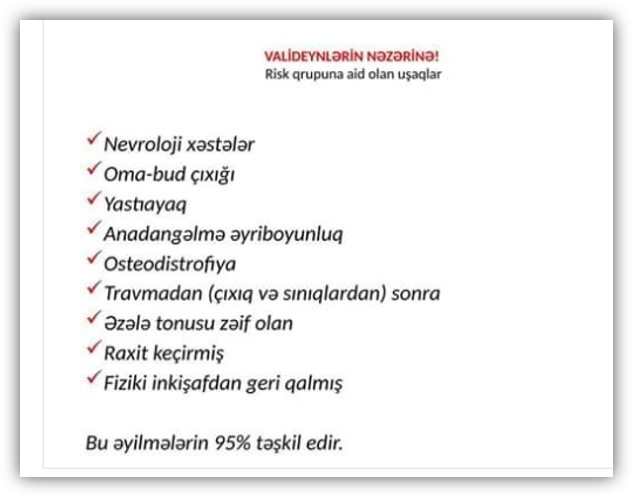 VALİDEYNLƏRİN NƏZƏRİNƏ!
Risk qrupuna aid olan uşaqlar
Nevroloji xəstələr
Oma-bud çıxığı
Yastıayaq
Anadangəlmə əyriboyunluq
Osteodistrofiya
Travmadan (çıxıq və sınıqlardan) sonra
Əzələ tonusu zəif olan
Raxit keçirmiş
Fiziki inkişafdan geri qalmış
Bu əyilmələrin 95% təşkil edir.